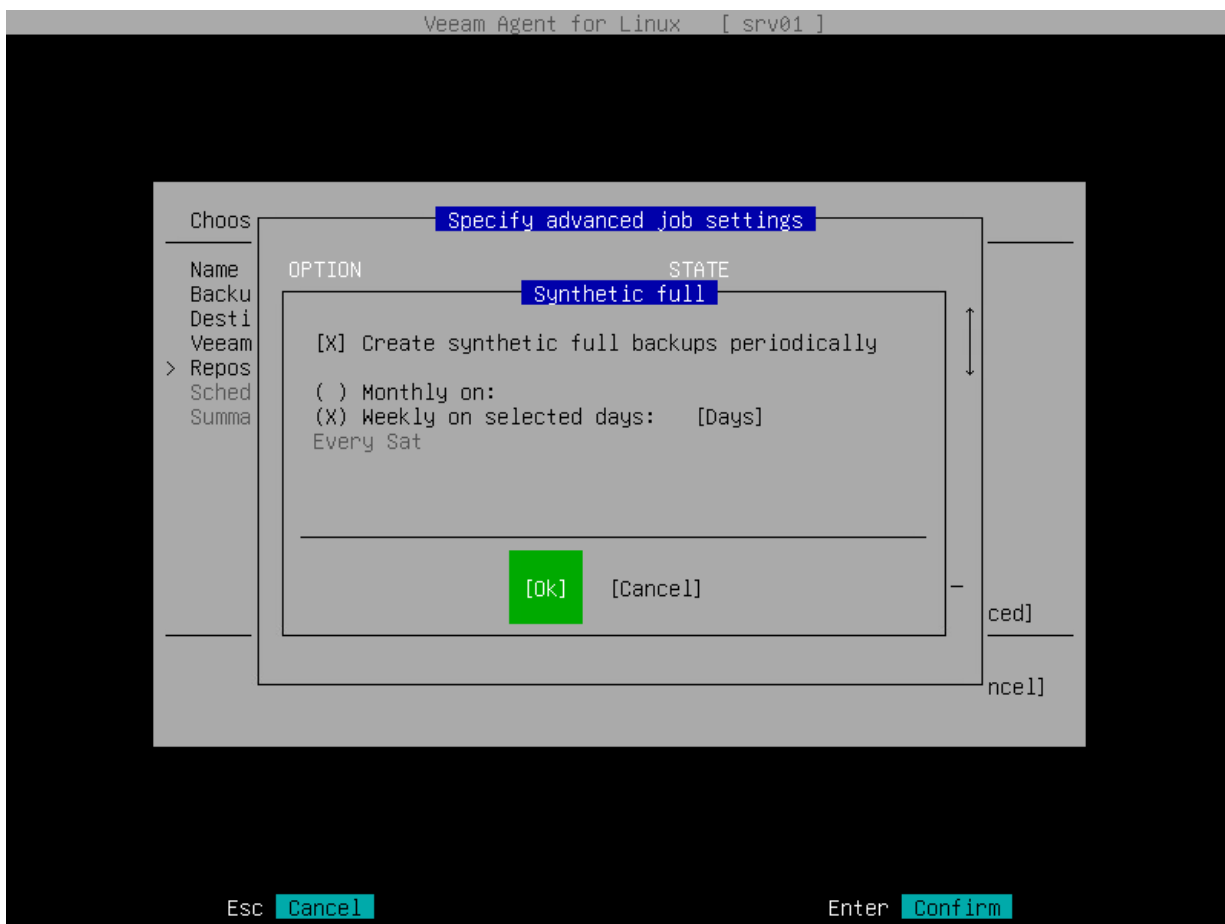 Veeam Agent for Linux [ srv01 ]
Choos
Specify advanced job settings
Name
OPTION STATE
Backu
Synthetic full
Desti
Veeam
[X] Create synthetic full backups periodically
> Repos
Sched
( ) Monthly on:
Summa
(X) Weekly on selected days: [Days]
Every Sat
[Ok] [Cancel]
ced]
ncel]
Esc Cancel Enter Confirm